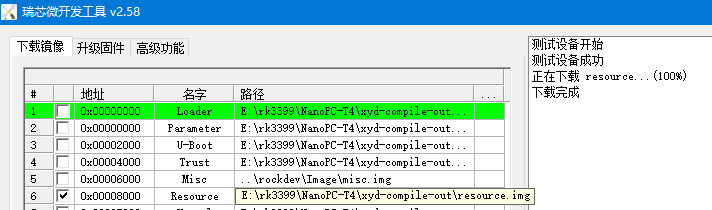 瑞芯微开发工具 v2.58
下载镜像 升级固件 高级功能
# 地址 名字 路径 ...
1 0x00000000 Loader E:\rk3399\NanoPC-T4\xyd-compile-out...
2 0x00000000 Parameter E:\rk3399\NanoPC-T4\xyd-compile-out...
3 0x00002000 U-Boot E:\rk3399\NanoPC-T4\xyd-compile-out...
4 0x00004000 Trust E:\rk3399\NanoPC-T4\xyd-compile-out...
5 0x00006000 Misc ..\rockdev\Image\misc.img
6 0x00008000 Resource E:\rk3399\NanoPC-T4\xyd-compile-out\resource.img
测试设备开始
测试设备成功
正在下载 resource...(100%)
下载完成